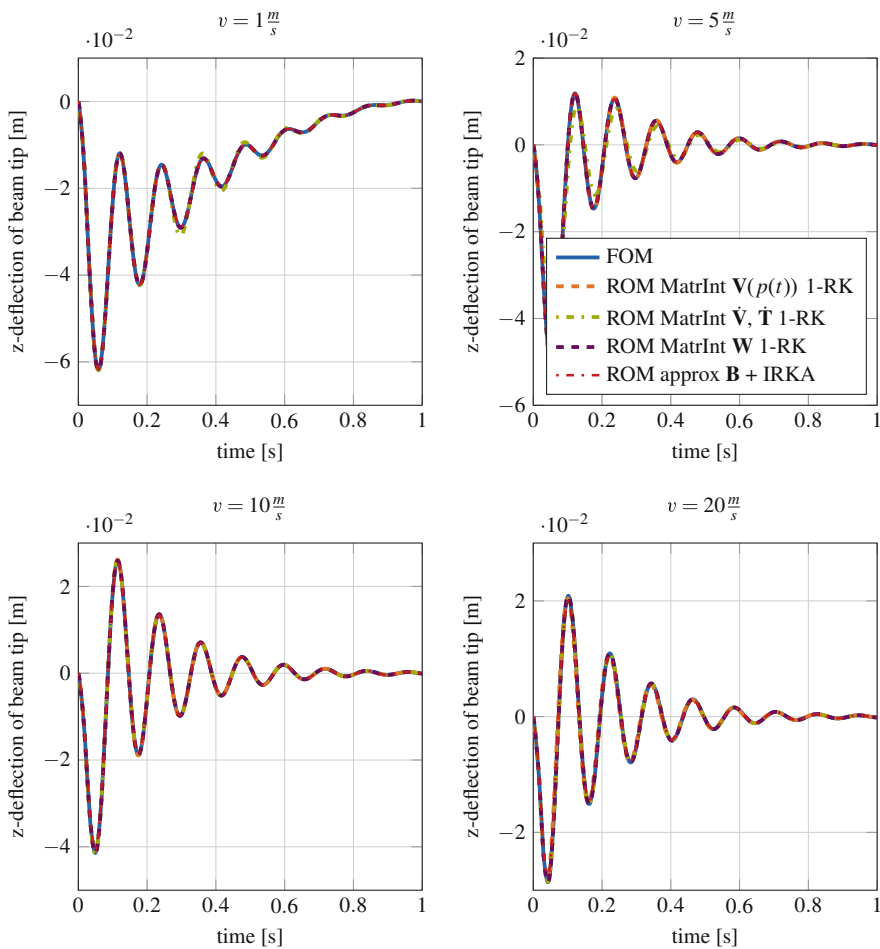 v = 1 m/s
·10⁻²
0
−2
−4
−6
z-deflection of beam tip [m]
0 0.2 0.4 0.6 0.8 1
time [s]
v = 5 m/s
·10⁻²
2
0
−2
−4
−6
z-deflection of beam tip [m]
FOM
ROM MatrInt V(p(t)) 1-RK
ROM MatrInt V̇, Ṫ 1-RK
ROM MatrInt W 1-RK
ROM approx B + IRKA
0 0.2 0.4 0.6 0.8 1
time [s]
v = 10 m/s
·10⁻²
2
0
−2
−4
z-deflection of beam tip [m]
0 0.2 0.4 0.6 0.8 1
time [s]
v = 20 m/s
·10⁻²
2
0
−2
z-deflection of beam tip [m]
0 0.2 0.4 0.6 0.8 1
time [s]